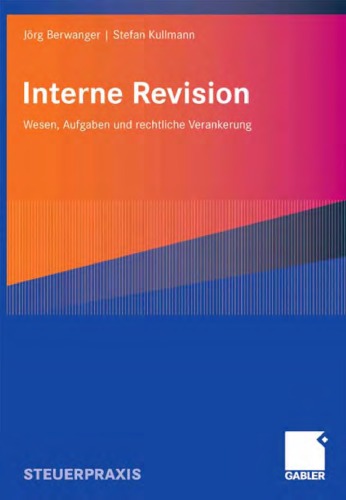 Jörg Berwanger | Stefan Kullmann
Interne Revision
Wesen, Aufgaben und rechtliche Verankerung
STEUERPRAXIS
GABLER